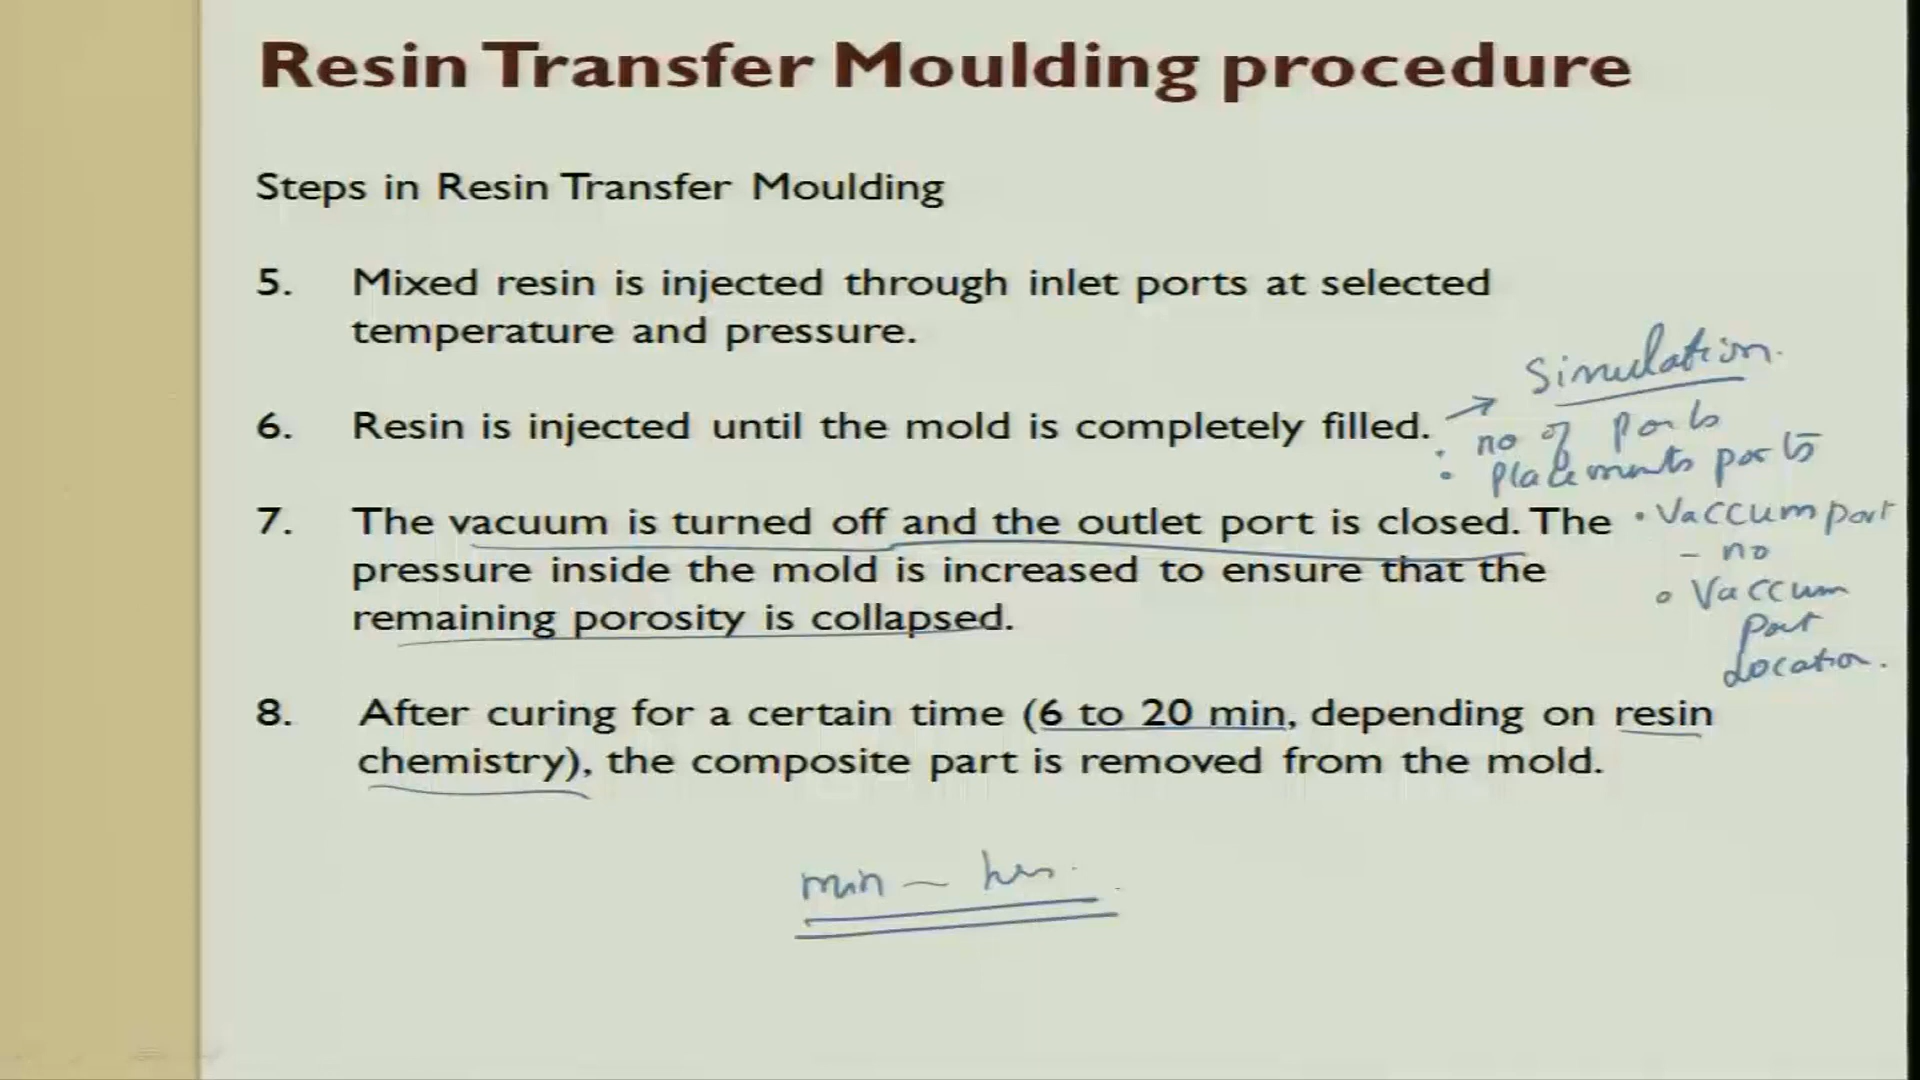 Resin Transfer Moulding procedure
Steps in Resin Transfer Moulding
5. Mixed resin is injected through inlet ports at selected
temperature and pressure.
6. Resin is injected until the mold is completely filled.
→ Simulation.
• no of ports
• placements ports
7. The vacuum is turned off and the outlet port is closed. The
pressure inside the mold is increased to ensure that the
remaining porosity is collapsed.
• Vaccum port
- no
• Vaccum
Port
Location.
8. After curing for a certain time (6 to 20 min, depending on resin
chemistry), the composite part is removed from the mold.
min – hrs.